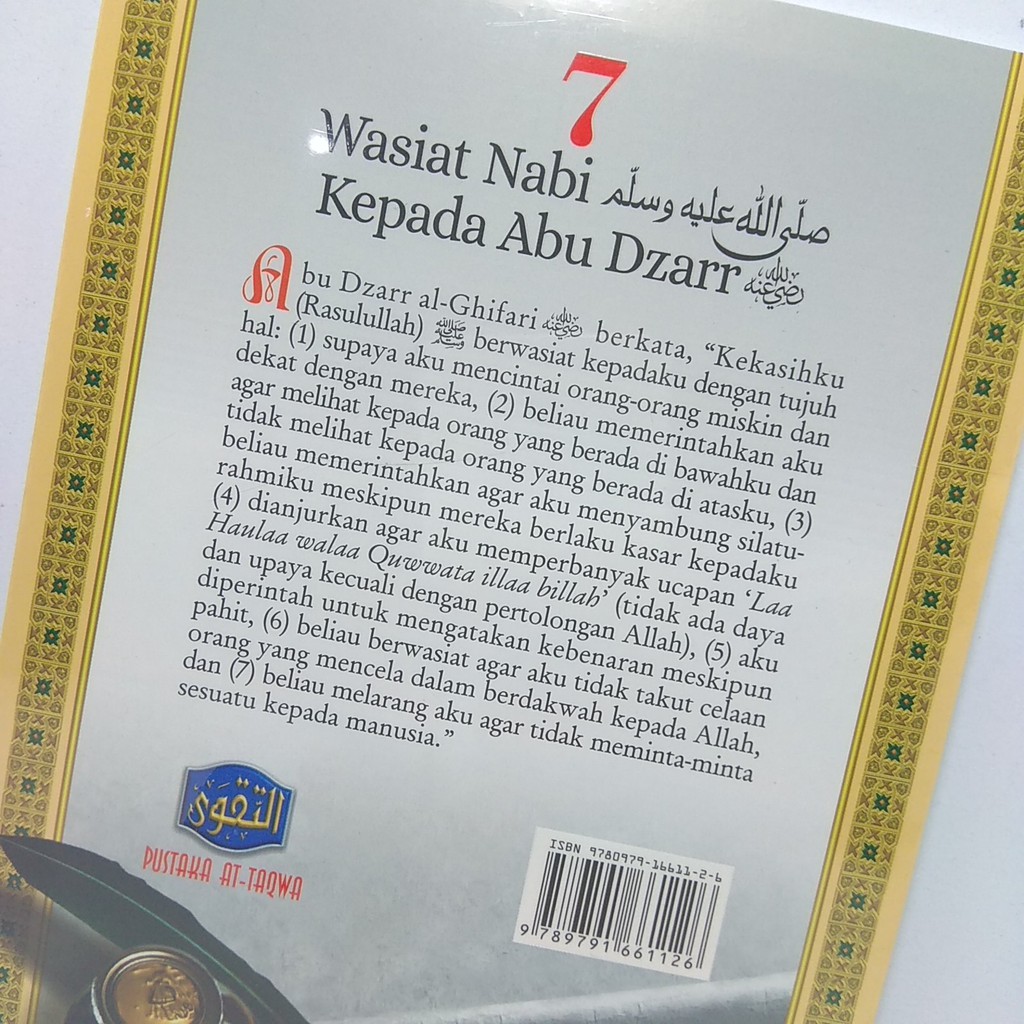 7
Wasiat Nabi صلّى الله عليه وسلّم
Kepada Abu Dzarr رضي الله عنه
Abu Dzarr al-Ghifari رضي الله عنه berkata, “Kekasihku
(Rasulullah) ﷺ berwasiat kepadaku dengan tujuh
hal: (1) supaya aku mencintai orang-orang miskin dan
dekat dengan mereka, (2) beliau memerintahkan aku
agar melihat kepada orang yang berada di bawahku dan
tidak melihat kepada orang yang berada di atasku, (3)
beliau memerintahkan agar aku menyambung silatu-
rahmiku meskipun mereka berlaku kasar kepadaku
(4) dianjurkan agar aku memperbanyak ucapan ‘Laa
Haulaa walaa Quwwata illaa billah’ (tidak ada daya
dan upaya kecuali dengan pertolongan Allah), (5) aku
diperintah untuk mengatakan kebenaran meskipun
pahit, (6) beliau berwasiat agar aku tidak takut celaan
orang yang mencela dalam berdakwah kepada Allah,
dan (7) beliau melarang aku agar tidak meminta-minta
sesuatu kepada manusia.”
التقوى
PUSTAKA AT-TAQWA
ISBN 9780979-16611-2-6
9 789791 661126